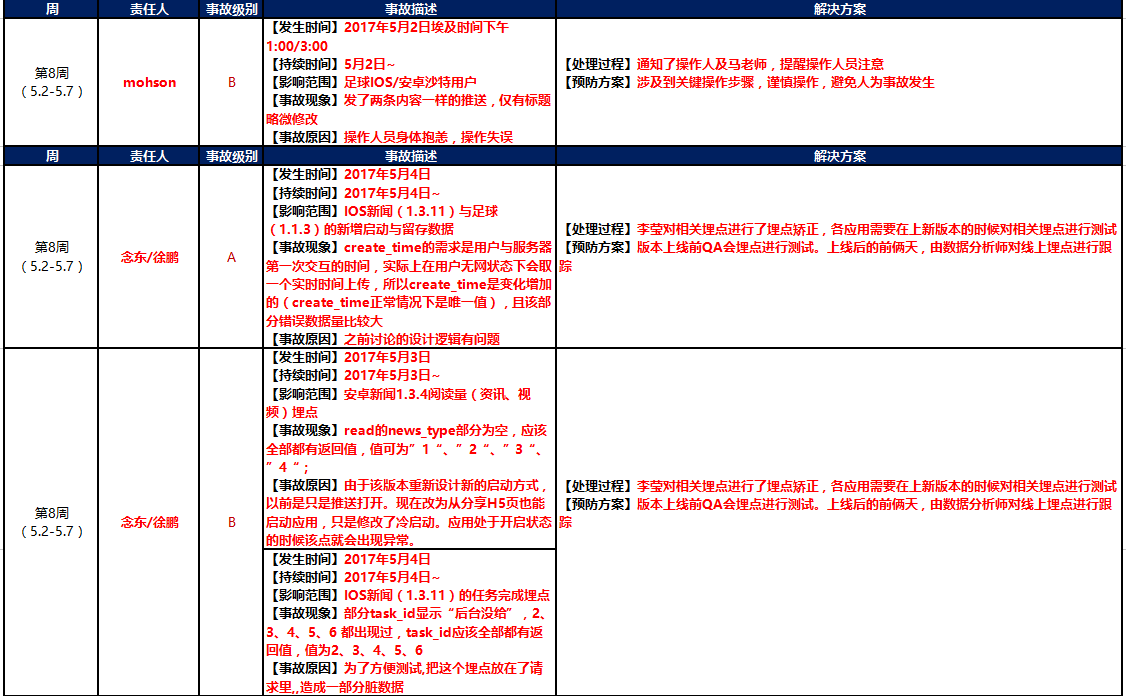 周 责任人 事故级别 事故描述 解决方案
第8周
（5.2-5.7）
mohson
B
【发生时间】2017年5月2日埃及时间下午
1:00/3:00
【持续时间】5月2日~
【影响范围】足球IOS/安卓沙特用户
【事故现象】发了两条内容一样的推送，仅有标题
略微修改
【事故原因】操作人员身体抱恙，操作失误
【处理过程】通知了操作人及马老师，提醒操作人员注意
【预防方案】涉及到关键操作步骤，谨慎操作，避免人为事故发生
周 责任人 事故级别 事故描述 解决方案
第8周
（5.2-5.7）
念东/徐鹏
A
【发生时间】2017年5月4日
【持续时间】2017年5月4日~
【影响范围】IOS新闻（1.3.11）与足球
（1.1.3）的新增启动与留存数据
【事故现象】create_time的需求是用户与服务器
第一次交互的时间，实际上在用户无网状态下会取
一个实时时间上传，所以create_time是变化增加
的（create_time正常情况下是唯一值），且该部
分错误数据量比较大
【事故原因】之前讨论的设计逻辑有问题
【处理过程】李莹对相关埋点进行了埋点矫正，各应用需要在上新版本的时候对相关埋点进行测试
【预防方案】版本上线前QA会埋点进行测试。上线后的前俩天，由数据分析师对线上埋点进行跟
踪
第8周
（5.2-5.7）
念东/徐鹏
B
【发生时间】2017年5月3日
【持续时间】2017年5月3日~
【影响范围】安卓新闻1.3.4阅读量（资讯、视
频）埋点
【事故现象】read的news_type部分为空，应该
全部都有返回值，值可为”1“、”2“、”3“、
”4“；
【事故原因】由于该版本重新设计新的启动方式，
以前是只是推送打开。现在改为从分享H5页也能
启动应用，只是修改了冷启动。应用处于开启状态
的时候该点就会出现异常。
【发生时间】2017年5月4日
【持续时间】2017年5月4日~
【影响范围】IOS新闻（1.3.11）的任务完成埋点
【事故现象】部分task_id显示“后台没给”，2、
3、4、5、6 都出现过，task_id应该全部都有返
回值，值为2、3、4、5、6
【事故原因】为了方便测试,把这个埋点放在了请
求里,,造成一部分脏数据
【处理过程】李莹对相关埋点进行了埋点矫正，各应用需要在上新版本的时候对相关埋点进行测试
【预防方案】版本上线前QA会埋点进行测试。上线后的前俩天，由数据分析师对线上埋点进行跟
踪